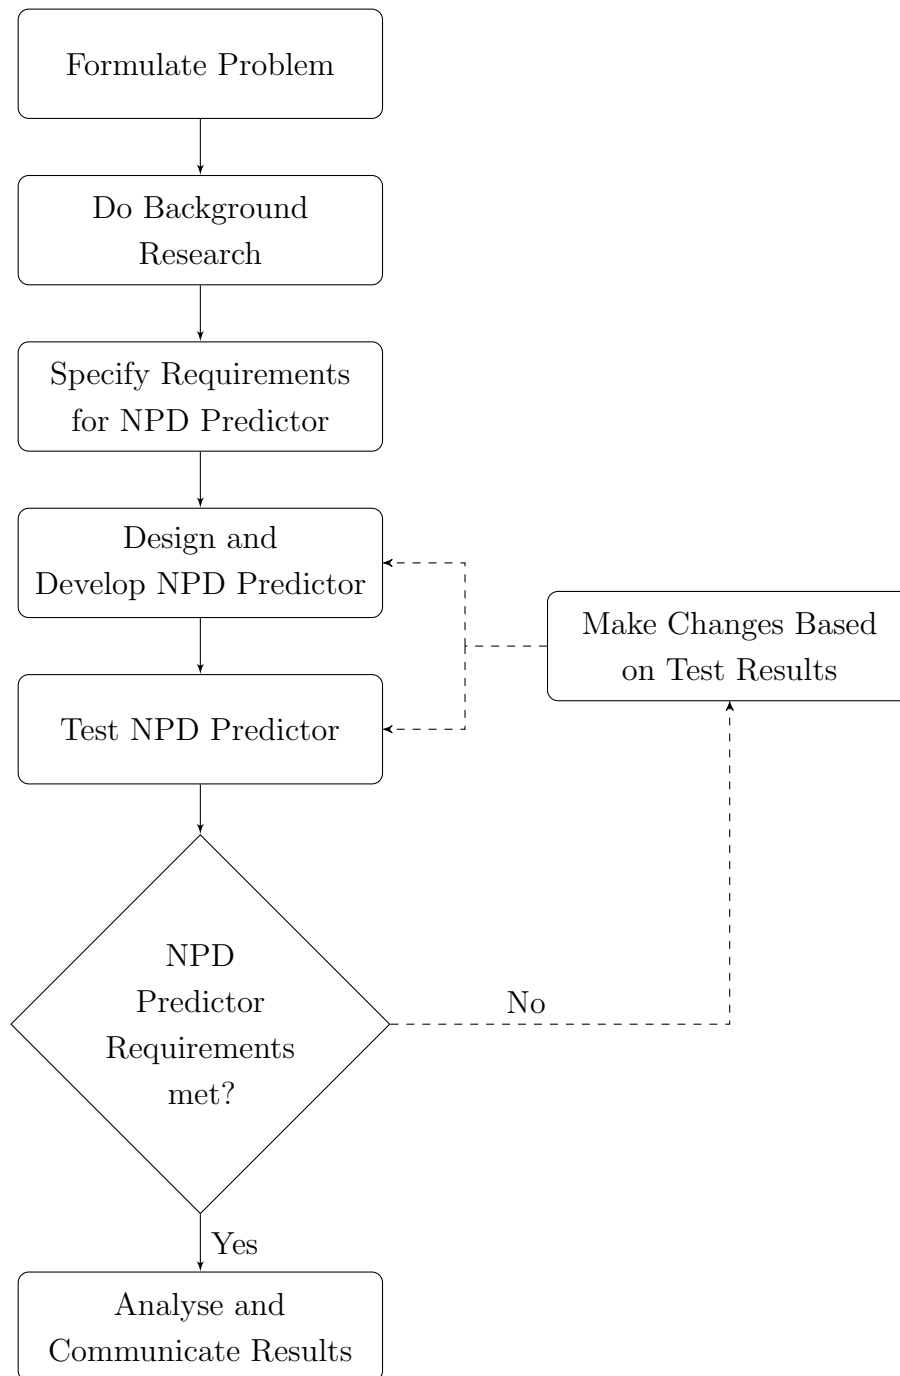 Formulate Problem
Do Background
Research
Specify Requirements
for NPD Predictor
Design and
Develop NPD Predictor
Make Changes Based
on Test Results
Test NPD Predictor
NPD
Predictor
Requirements
met?
No
Yes
Analyse and
Communicate Results